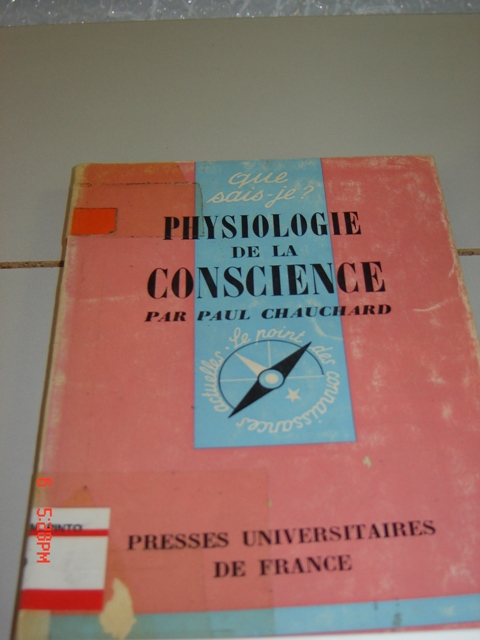 que
sais-je?
PHYSIOLOGIE
DE LA
CONSCIENCE
PAR PAUL CHAUCHARD
Le point des connaissances actuelles
PRESSES UNIVERSITAIRES
DE FRANCE